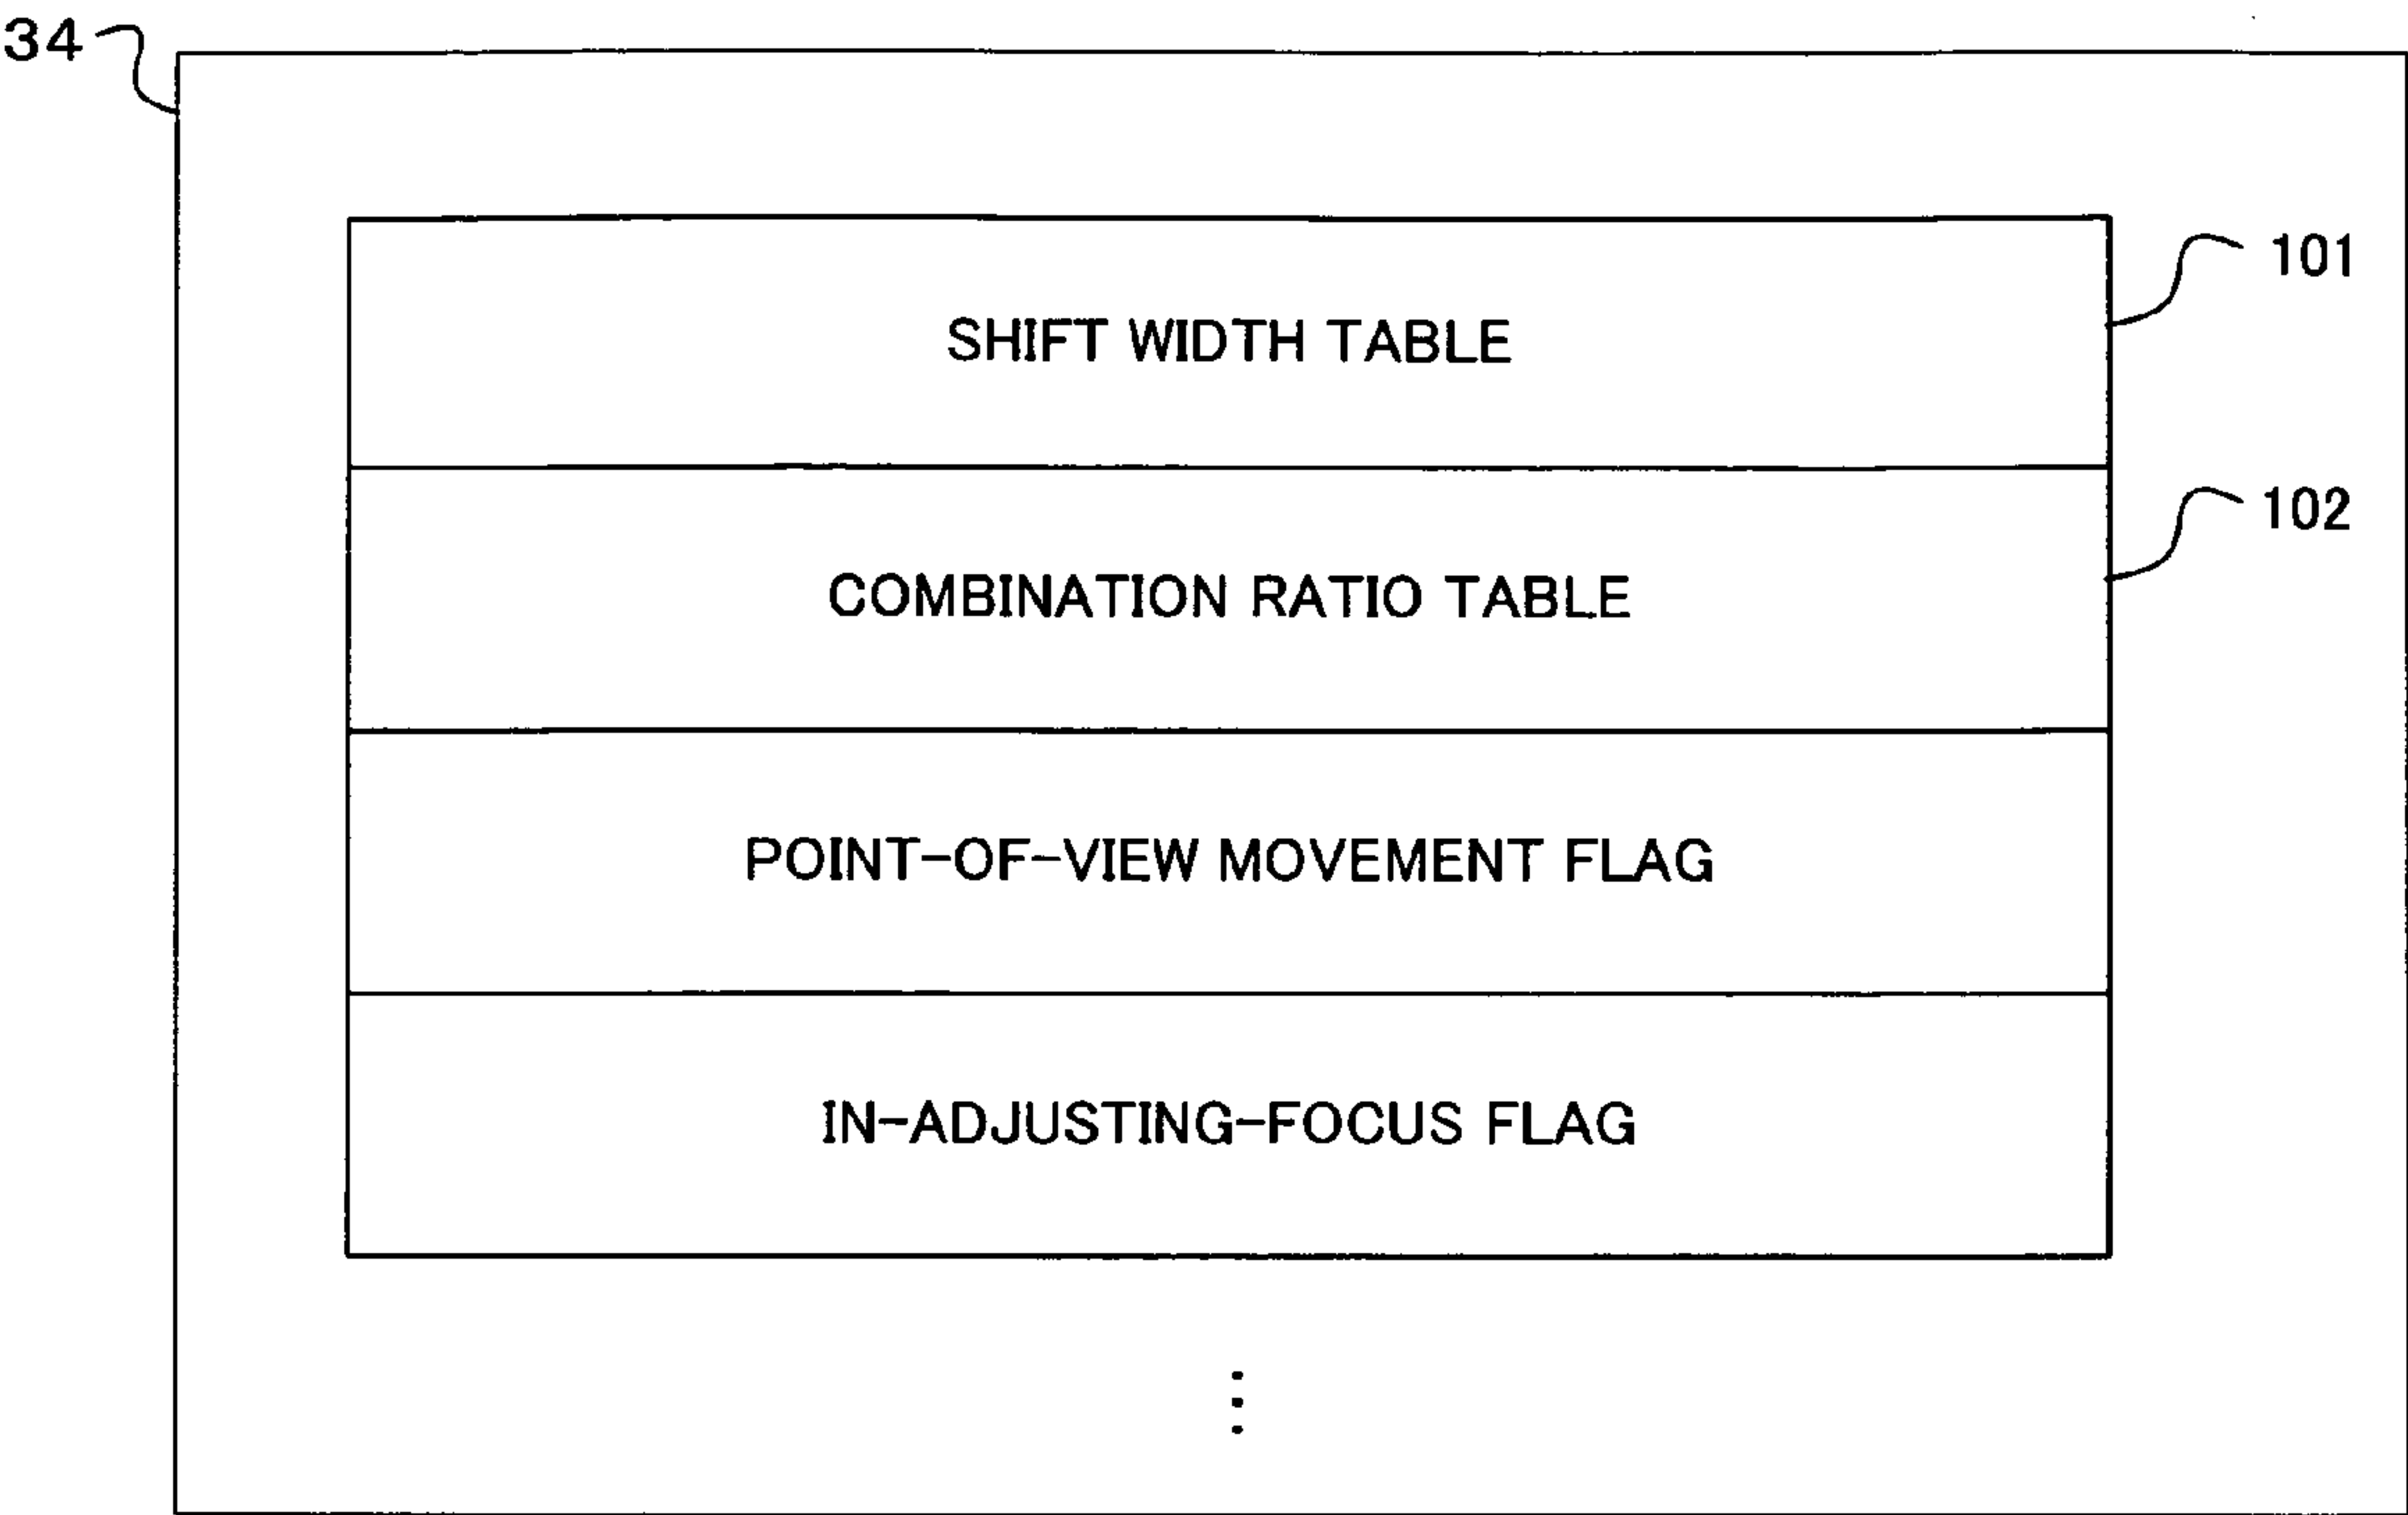 34
SHIFT WIDTH TABLE
101
COMBINATION RATIO TABLE
102
POINT-OF-VIEW MOVEMENT FLAG
IN-ADJUSTING-FOCUS FLAG
⋮